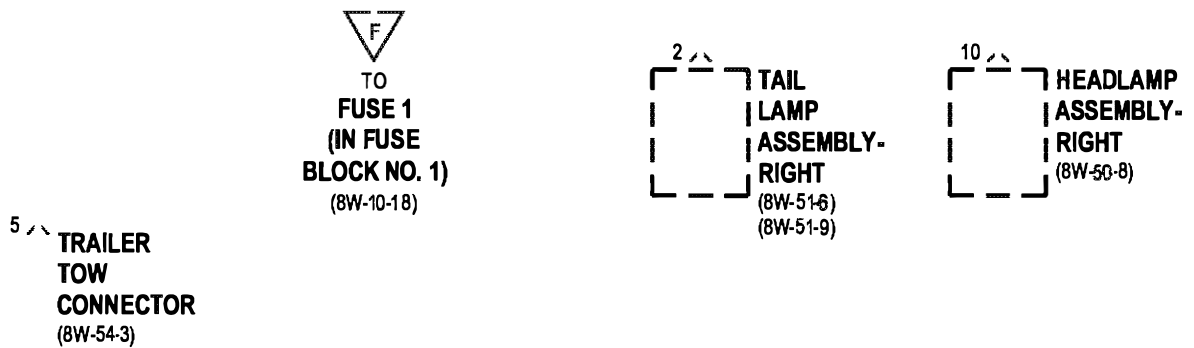 F
TO
FUSE 1
(IN FUSE
BLOCK NO. 1)
(8W-10-18)
2
TAIL
LAMP
ASSEMBLY-
RIGHT
(8W-51-6)
(8W-51-9)
10
HEADLAMP
ASSEMBLY-
RIGHT
(8W-50-8)
5
TRAILER
TOW
CONNECTOR
(8W-54-3)